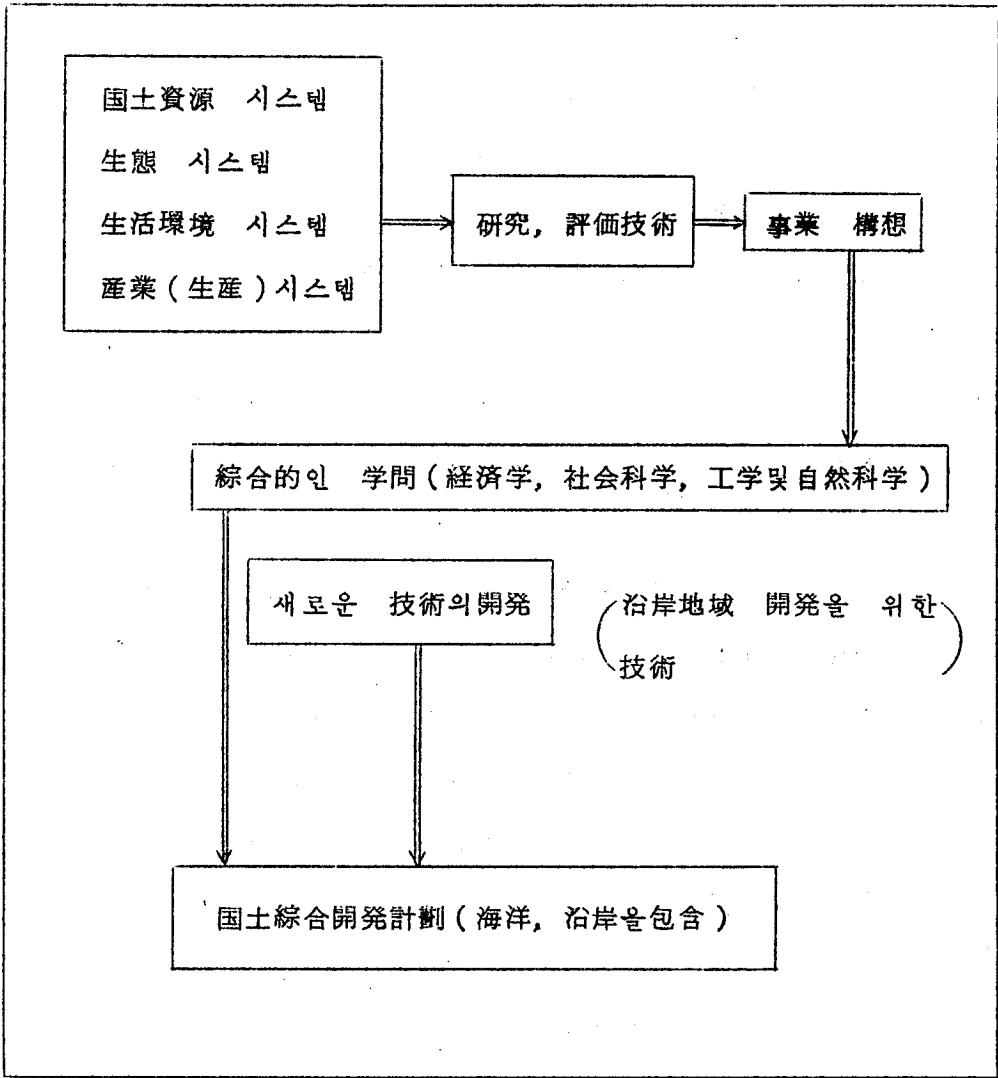 国土資源 시스템
生態 시스템
生活環境 시스템
産業(生産)시스템
研究, 評価技術
事業 構想
綜合的인 学問(経済学, 社会科学, 工学및自然科学)
새로운 技術의開発
(沿岸地域 開発을 위한
技術)
国土綜合開発計劃(海洋, 沿岸을包含)